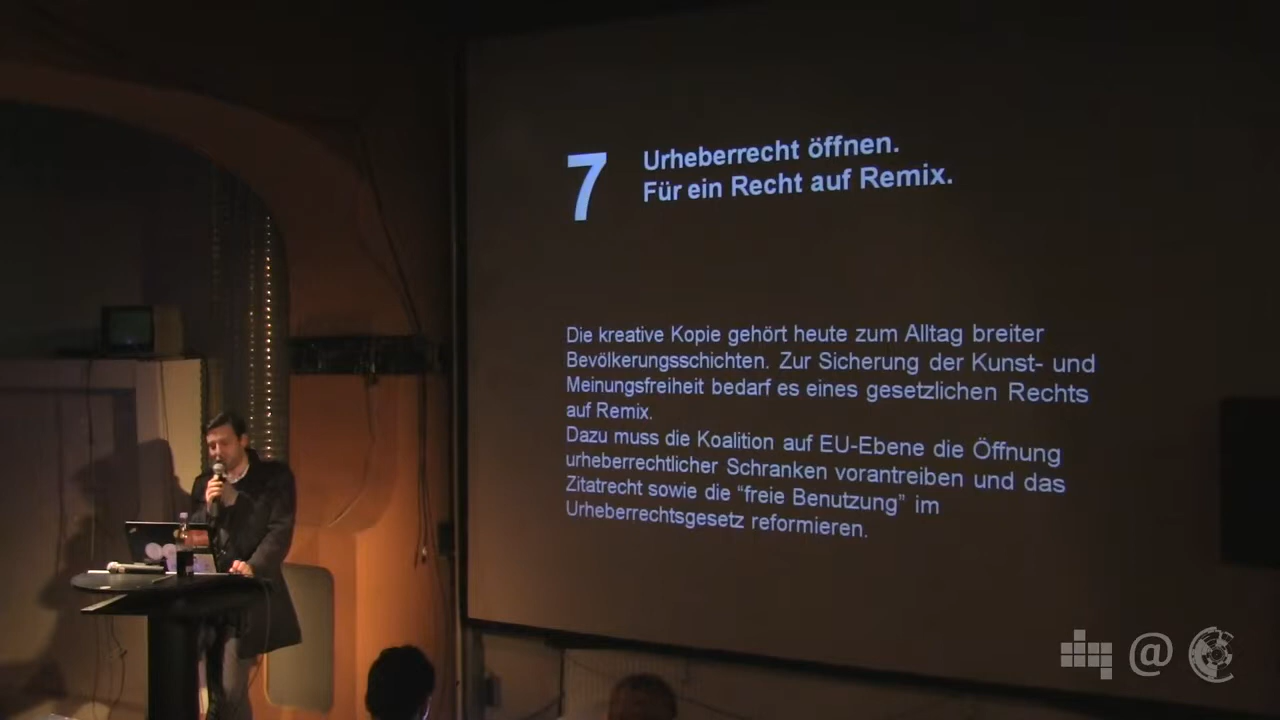 7
Urheberrecht öffnen.
Für ein Recht auf Remix.
Die kreative Kopie gehört heute zum Alltag breiter
Bevölkerungsschichten. Zur Sicherung der Kunst- und
Meinungsfreiheit bedarf es eines gesetzlichen Rechts
auf Remix.
Dazu muss die Koalition auf EU-Ebene die Öffnung
urheberrechtlicher Schranken vorantreiben und das
Zitatrecht sowie die “freie Benutzung” im
Urheberrechtsgesetz reformieren.
@